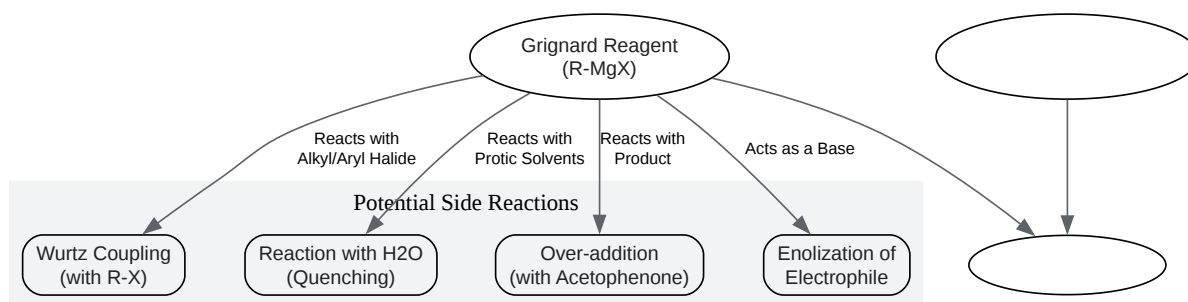 Grignard Reagent
(R-MgX)
Reacts with
Alkyl/Aryl Halide
Reacts with
Protic Solvents
Reacts with
Product
Acts as a Base
Potential Side Reactions
Wurtz Coupling
(with R-X)
Reaction with H2O
(Quenching)
Over-addition
(with Acetophenone)
Enolization of
Electrophile